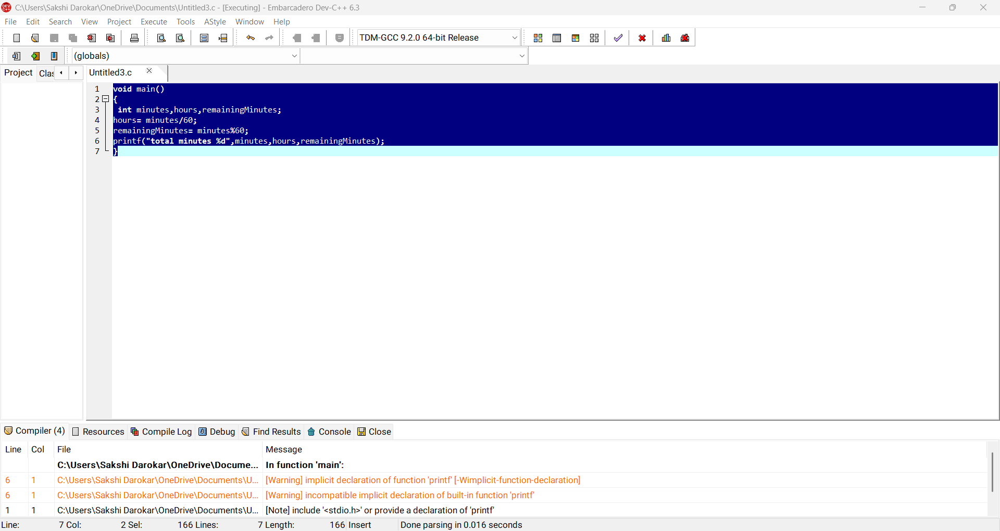 C:\Users\Sakshi Darokar\OneDrive\Documents\Untitled3.c - [Executing] - Embarcadero Dev-C++ 6.3
File Edit Search View Project Execute Tools AStyle Window Help
TDM-GCC 9.2.0 64-bit Release
(globals)
Project Clas Untitled3.c
1 void main()
2 {
3 int minutes,hours,remainingMinutes;
4 hours= minutes/60;
5 remainingMinutes= minutes%60;
6 printf("total minutes %d",minutes,hours,remainingMinutes);
7 }
Compiler (4) Resources Compile Log Debug Find Results Console Close
Line Col File Message
C:\Users\Sakshi Darokar\OneDrive\Docume... In function 'main':
6 1 C:\Users\Sakshi Darokar\OneDrive\Documents\U... [Warning] implicit declaration of function 'printf' [-Wimplicit-function-declaration]
6 1 C:\Users\Sakshi Darokar\OneDrive\Documents\U... [Warning] incompatible implicit declaration of built-in function 'printf'
1 1 C:\Users\Sakshi Darokar\OneDrive\Documents\U... [Note] include '<stdio.h>' or provide a declaration of 'printf'
Line: 7 Col: 2 Sel: 166 Lines: 7 Length: 166 Insert Done parsing in 0.016 seconds